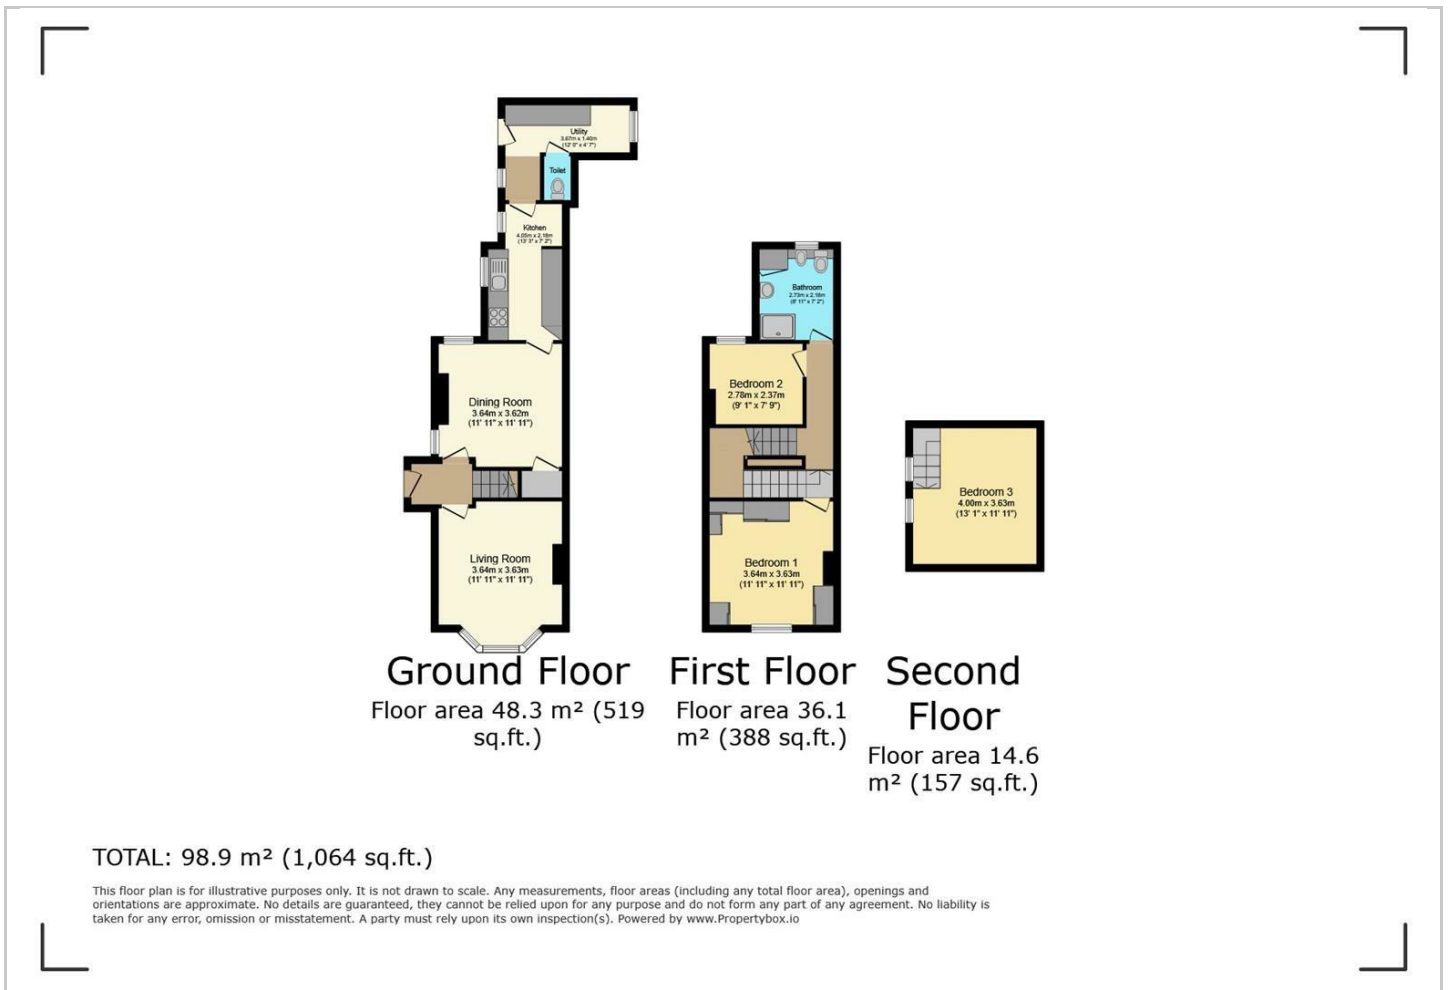 Utility
3.67m x 1.40m
(12' 0" x 4' 7")
Toilet
Kitchen
4.05m x 2.18m
(13' 3" x 7' 2")
Dining Room
3.64m x 3.62m
(11' 11" x 11' 11")
Living Room
3.64m x 3.63m
(11' 11" x 11' 11")
Ground Floor
Floor area 48.3 m² (519
sq.ft.)
Bathroom
2.73m x 2.18m
(8' 11" x 7' 2")
Bedroom 2
2.78m x 2.37m
(9' 1" x 7' 9")
Bedroom 1
3.64m x 3.63m
(11' 11" x 11' 11")
First Floor
Floor area 36.1
m² (388 sq.ft.)
Bedroom 3
4.00m x 3.63m
(13' 1" x 11' 11")
Second
Floor
Floor area 14.6
m² (157 sq.ft.)
TOTAL: 98.9 m² (1,064 sq.ft.)
This floor plan is for illustrative purposes only. It is not drawn to scale. Any measurements, floor areas (including any total floor area), openings and
orientations are approximate. No details are guaranteed, they cannot be relied upon for any purpose and do not form any part of any agreement. No liability is
taken for any error, omission or misstatement. A party must rely upon its own inspection(s). Powered by www.Propertybox.io